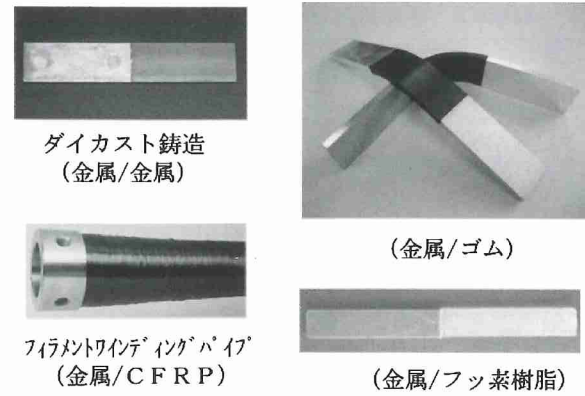 ダイカスト鋳造
(金属/金属)
(金属/ゴム)
フィラメントワインディングパイプ
(金属/CFRP)
(金属/フッ素樹脂)